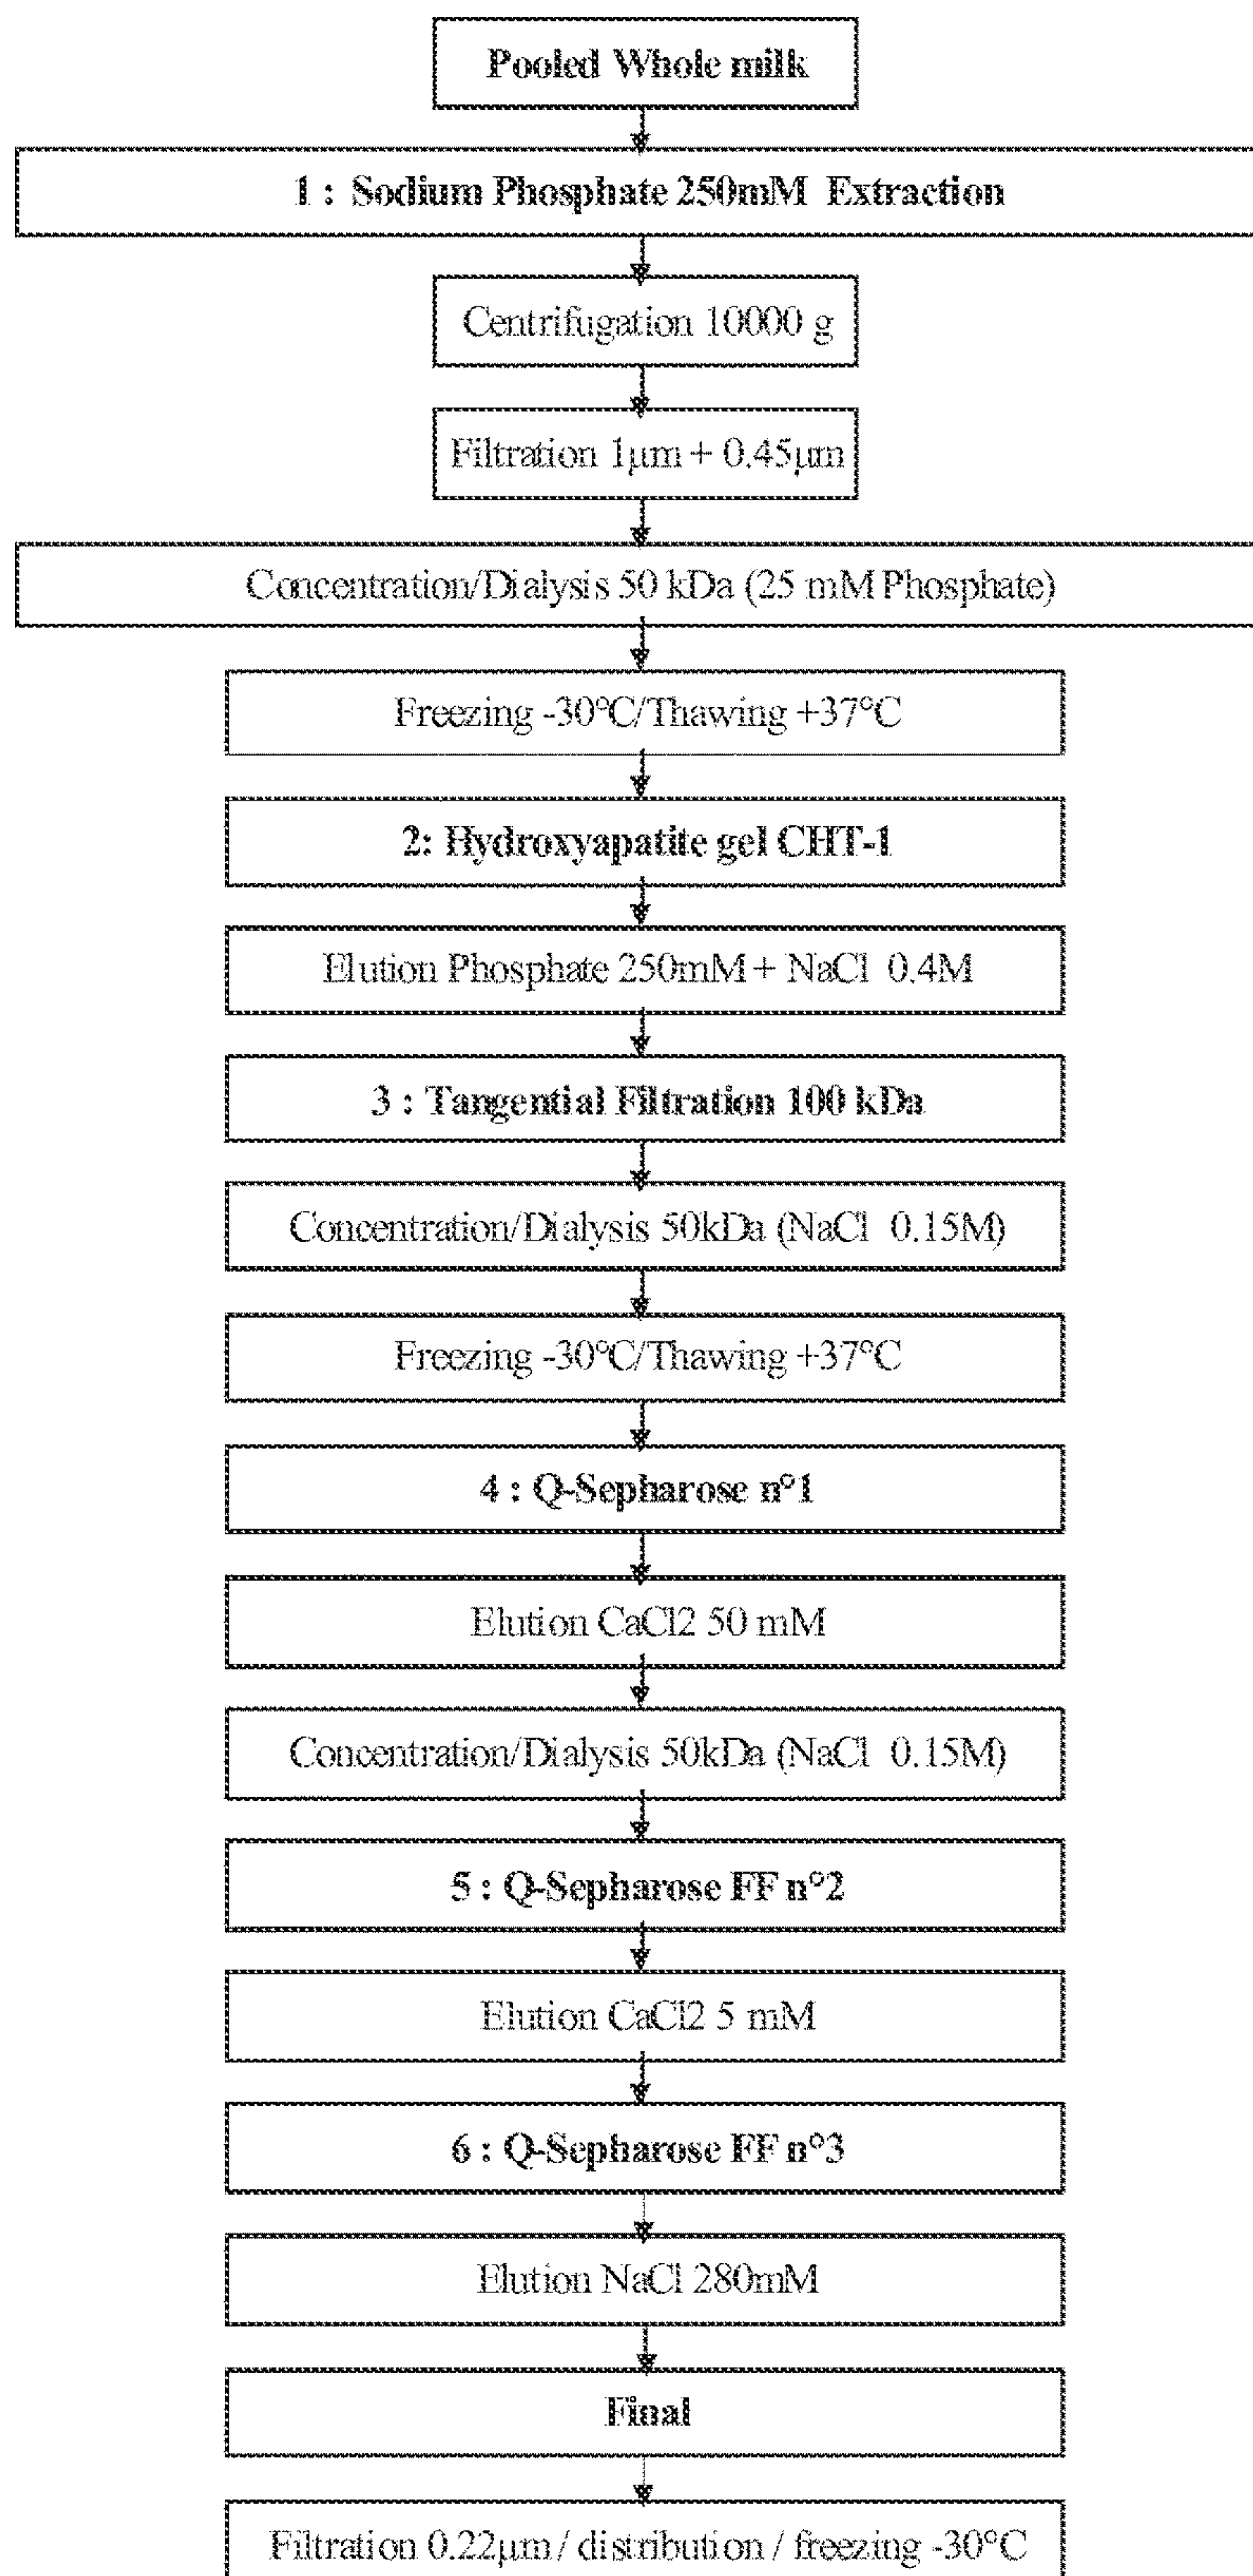 Pooled Whole milk
1 : Sodium Phosphate 250mM Extraction
Centrifugation 10000 g
Filtration 1µm + 0.45µm
Concentration/Dialysis 50 kDa (25 mM Phosphate)
Freezing -30°C/Thawing +37°C
2: Hydroxyapatite gel CHT-1
Elution Phosphate 250mM + NaCl 0.4M
3 : Tangential Filtration 100 kDa
Concentration/Dialysis 50kDa (NaCl 0.15M)
Freezing -30°C/Thawing +37°C
4 : Q-Sepharose n°1
Elution CaCl2 50 mM
Concentration/Dialysis 50kDa (NaCl 0.15M)
5 : Q-Sepharose FF n°2
Elution CaCl2 5 mM
6 : Q-Sepharose FF n°3
Elution NaCl 280mM
Final
Filtration 0.22µm / distribution / freezing -30°C